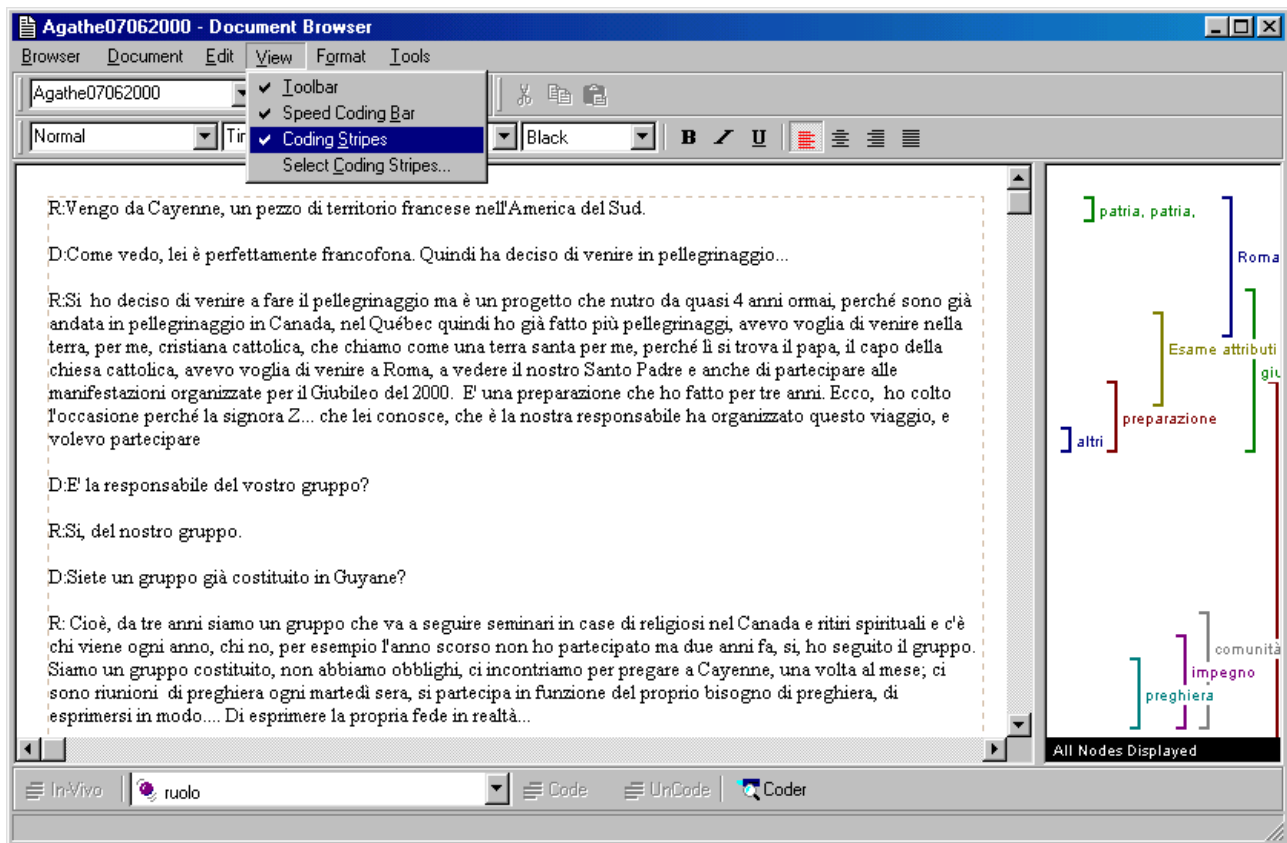 Agathe07062000 - Document Browser
Browser Document Edit View Format Tools
Agathe07062000
Toolbar
Speed Coding Bar
Coding Stripes
Select Coding Stripes...
Normal Tir Black B I U
R:Vengo da Cayenne, un pezzo di territorio francese nell'America del Sud.
D:Come vedo, lei è perfettamente francofona. Quindi ha deciso di venire in pellegrinaggio...
R:Si ho deciso di venire a fare il pellegrinaggio ma è un progetto che nutro da quasi 4 anni ormai, perché sono già
andata in pellegrinaggio in Canada, nel Québec quindi ho già fatto più pellegrinaggi, avevo voglia di venire nella
terra, per me, cristiana cattolica, che chiamo come una terra santa per me, perché lì si trova il papa, il capo della
chiesa cattolica, avevo voglia di venire a Roma, a vedere il nostro Santo Padre e anche di partecipare alle
manifestazioni organizzate per il Giubileo del 2000. E' una preparazione che ho fatto per tre anni. Ecco, ho colto
l'occasione perché la signora Z... che lei conosce, che è la nostra responsabile ha organizzato questo viaggio, e
volevo partecipare
D:E' la responsabile del vostro gruppo?
R:Si, del nostro gruppo.
D:Siete un gruppo già costituito in Guyane?
R: Cioè, da tre anni siamo un gruppo che va a seguire seminari in case di religiosi nel Canada e ritiri spirituali e c'è
chi viene ogni anno, chi no, per esempio l'anno scorso non ho partecipato ma due anni fa, si, ho seguito il gruppo.
Siamo un gruppo costituito, non abbiamo obblighi, ci incontriamo per pregare a Cayenne, una volta al mese; ci
sono riunioni di preghiera ogni martedì sera, si partecipa in funzione del proprio bisogno di preghiera, di
esprimersi in modo.... Di esprimere la propria fede in realtà...
patria, patria,
Roma
Esame attributi
giu
preparazione
altri
comunità
impegno
preghiera
All Nodes Displayed
In-Vivo ruolo Code UnCode Coder